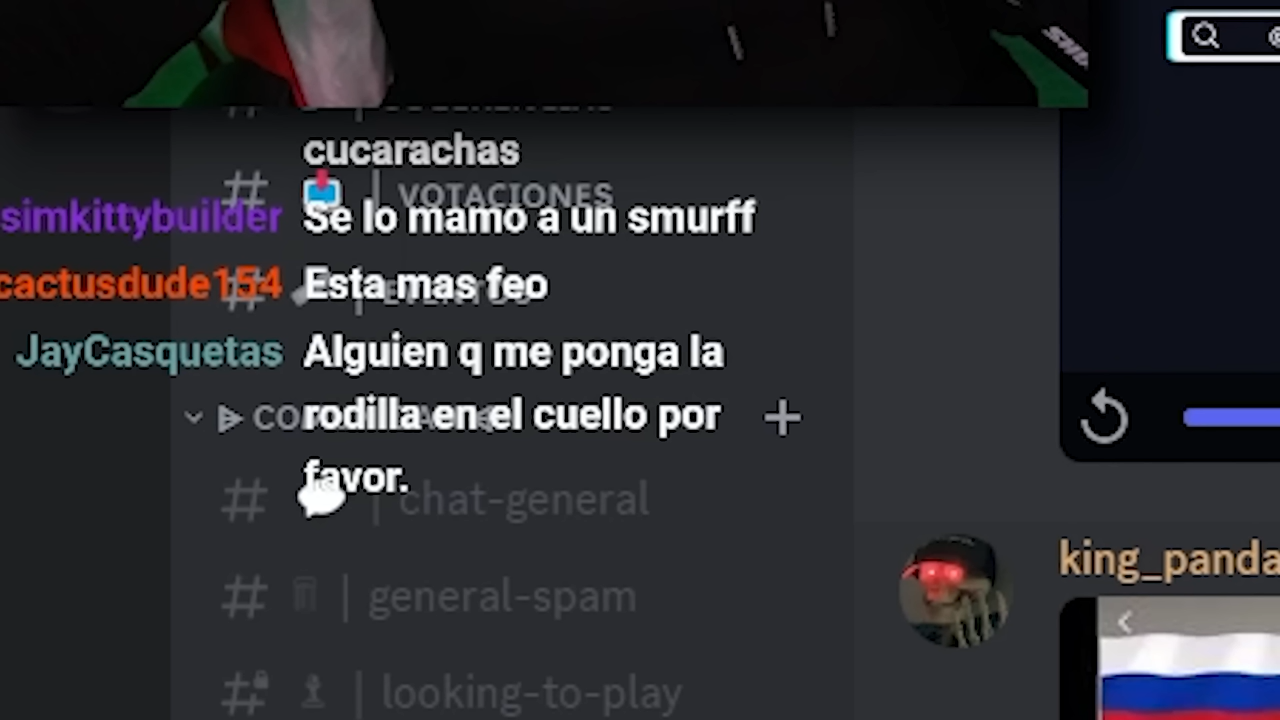 cucarachas
VOTACIONES
simkittybuilder Se lo mamo a un smurff
cactusdude154 Esta mas feo
JayCasquetas Alguien q me ponga la
rodilla en el cuello por
favor.
chat-general
general-spam
looking-to-play
king_panda